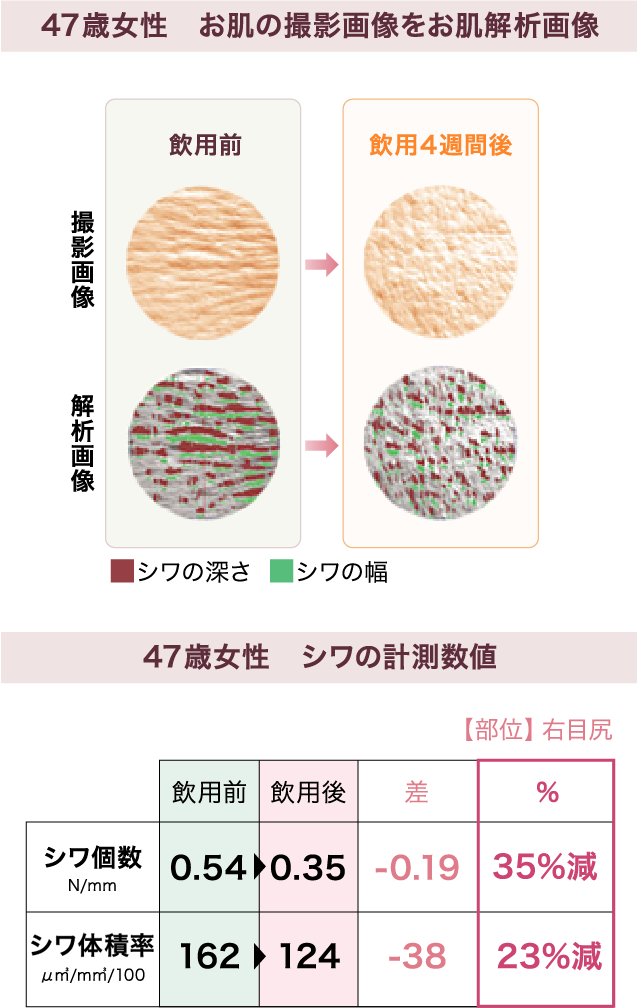 47歳女性 お肌の撮影画像をお肌解析画像
飲用前
飲用4週間後
撮影画像
解析画像
シワの深さ シワの幅
47歳女性 シワの計測数値
【部位】右目尻
飲用前 飲用後 差 %
シワ個数 0.54 ▶ 0.35 -0.19 35%減
N/mm
シワ体積率 162 ▶ 124 -38 23%減
μ㎥/m㎡/100